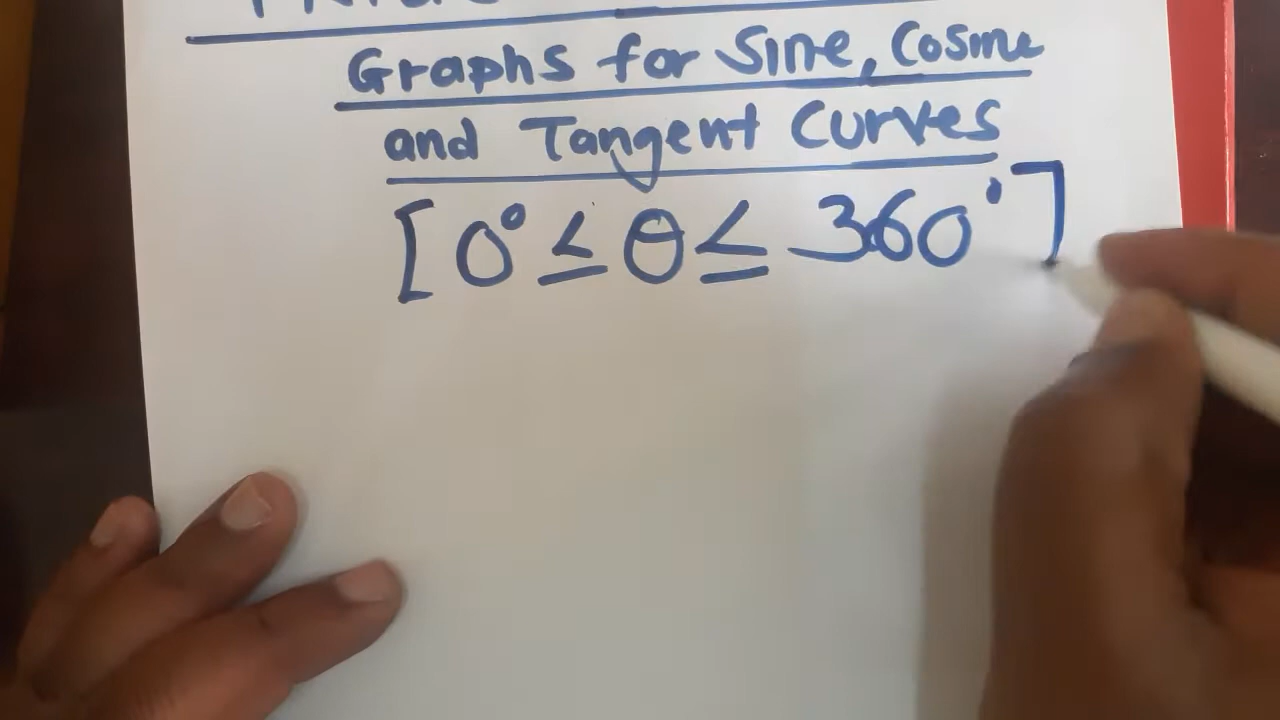 Graphs for Sine, Cosine
and Tangent Curves
[0° ≤ θ ≤ 360°]